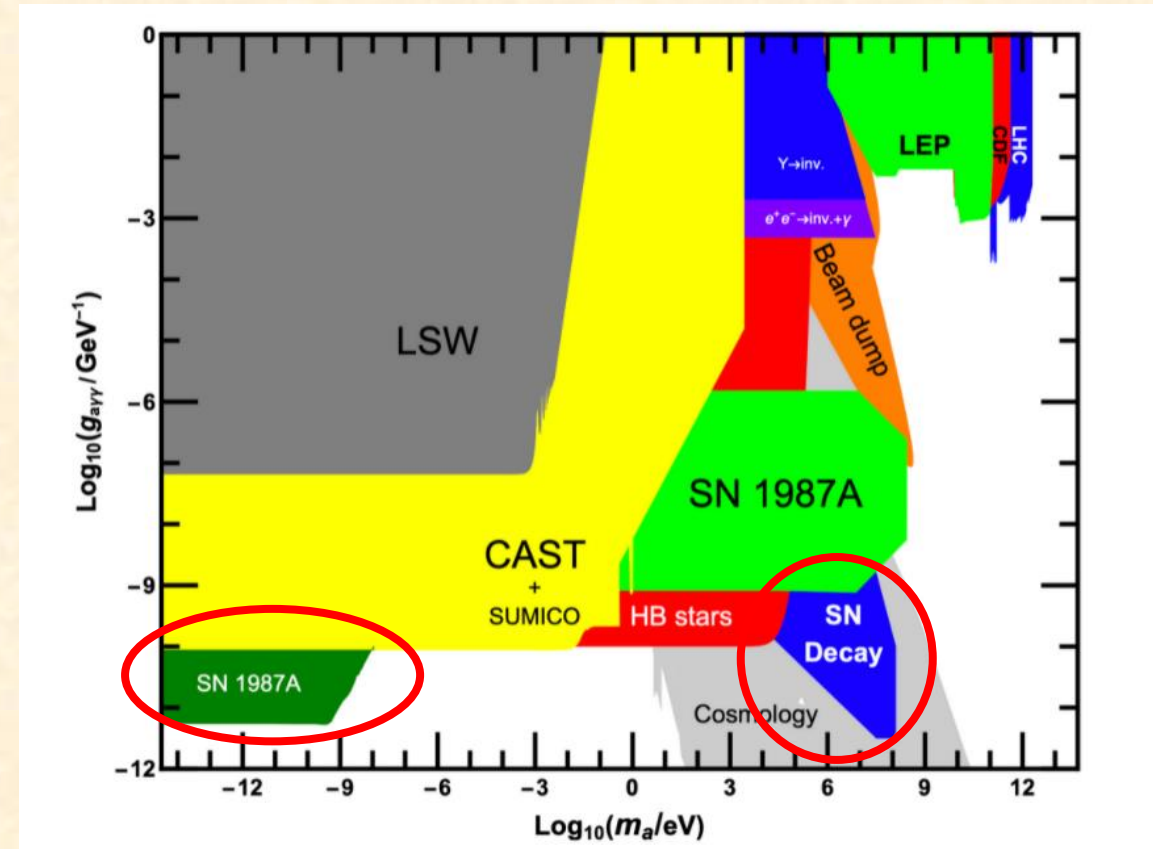 0
−3
−6
−9
−12
Log₁₀(gₐγγ/GeV⁻¹)
LSW
CAST
+
SUMICO
SN 1987A
Υ→inv.
e⁺e⁻→inv.+γ
Beam dump
LEP
CDF
LHC
SN 1987A
HB stars
SN
Decay
Cosmology
−12 −9 −6 −3 0 3 6 9 12
Log₁₀(mₐ/eV)